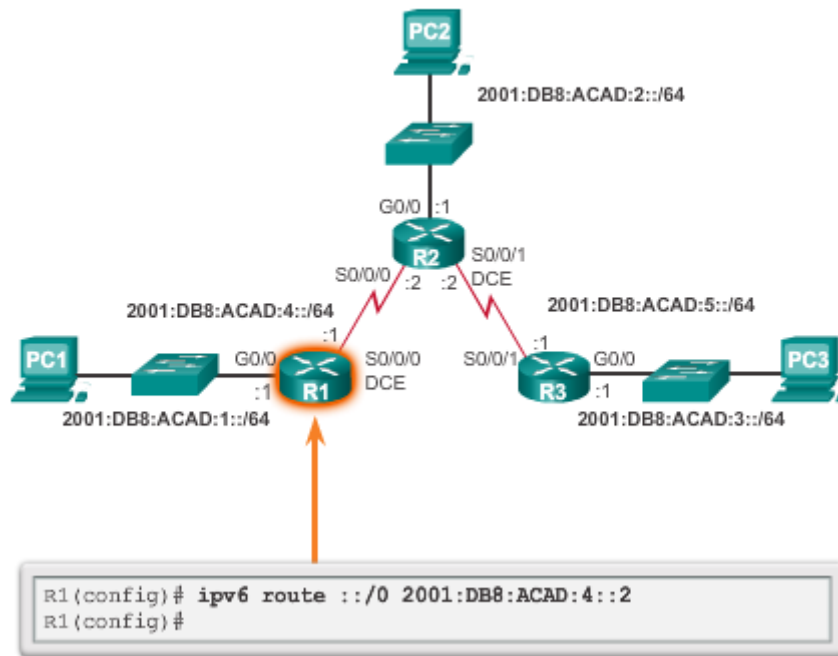 PC2
2001:DB8:ACAD:2::/64
G0/0 :1
R2
S0/0/0
S0/0/1
DCE
:2 :2
2001:DB8:ACAD:4::/64
2001:DB8:ACAD:5::/64
PC1
G0/0
:1
:1
R1
S0/0/0
DCE
S0/0/1
:1
R3
G0/0
:1
PC3
2001:DB8:ACAD:1::/64
2001:DB8:ACAD:3::/64
R1(config)# ipv6 route ::/0 2001:DB8:ACAD:4::2
R1(config)#